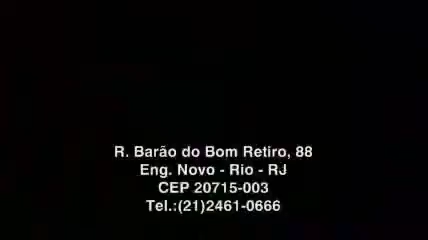 R. Barão do Bom Retiro, 88
Eng. Novo - Rio - RJ
CEP 20715-003
Tel.:(21)2461-0666